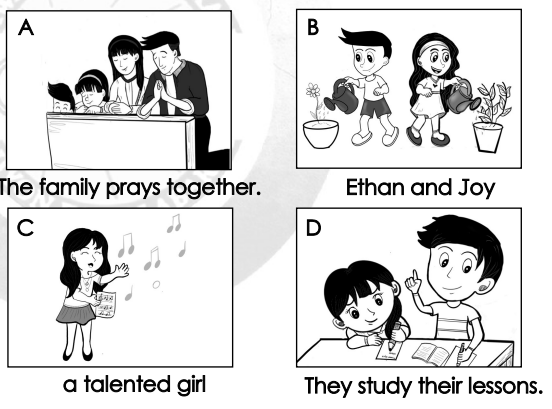 A
B
The family prays together.
Ethan and Joy
C
D
a talented girl
They study their lessons.